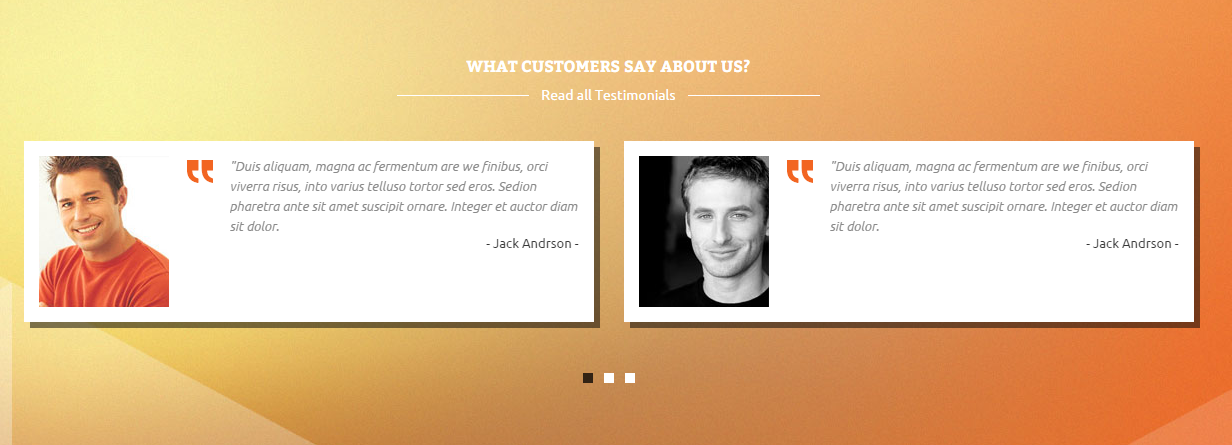 WHAT CUSTOMERS SAY ABOUT US?
Read all Testimonials
"Duis aliquam, magna ac fermentum are we finibus, orci
viverra risus, into varius telluso tortor sed eros. Sedion
pharetra ante sit amet suscipit ornare. Integer et auctor diam
sit dolor.
- Jack Andrson -
"Duis aliquam, magna ac fermentum are we finibus, orci
viverra risus, into varius telluso tortor sed eros. Sedion
pharetra ante sit amet suscipit ornare. Integer et auctor diam
sit dolor.
- Jack Andrson -